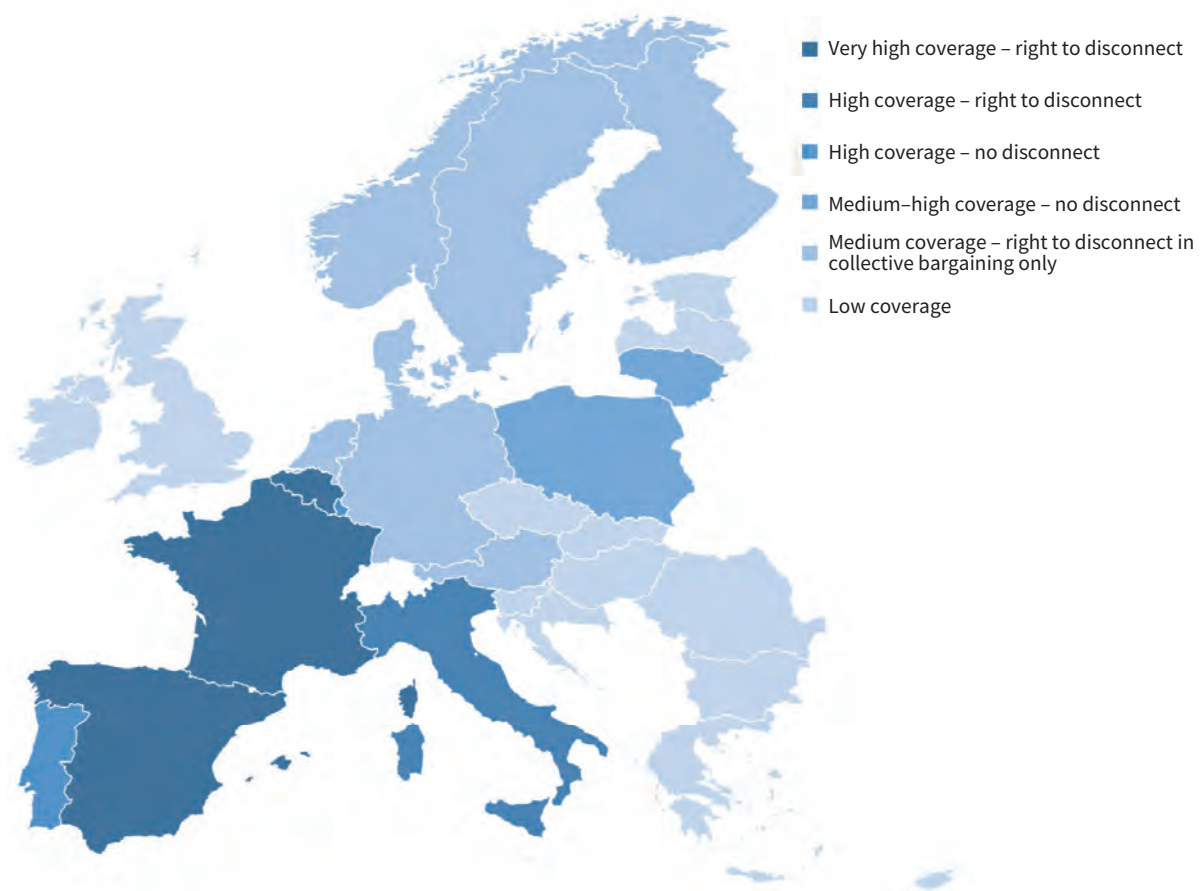 Very high coverage – right to disconnect
High coverage – right to disconnect
High coverage – no disconnect
Medium–high coverage – no disconnect
Medium coverage – right to disconnect in
collective bargaining only
Low coverage